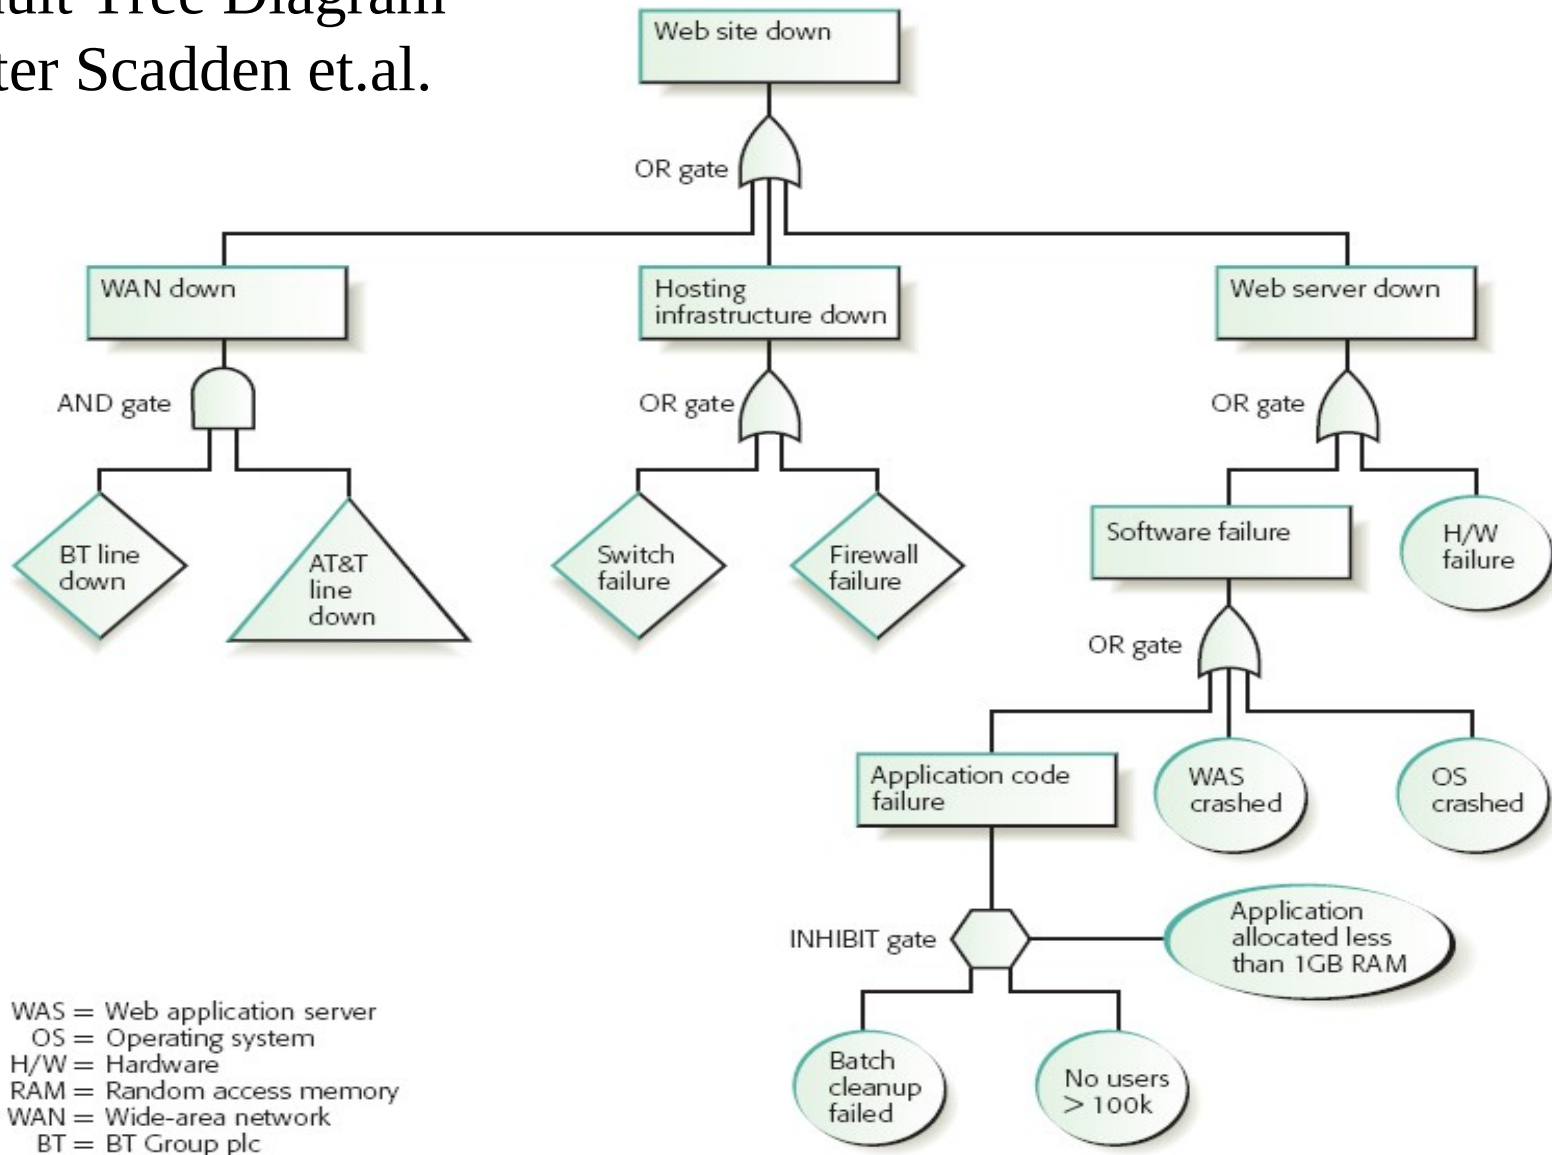 Tree Diagram
Scadden et.al.
Web site down
OR gate
WAN down
Hosting
infrastructure down
Web server down
AND gate
OR gate
OR gate
BT line
down
AT&T
line
down
Switch
failure
Firewall
failure
Software failure
H/W
failure
OR gate
Application code
failure
WAS
crashed
OS
crashed
INHIBIT gate
Application
allocated less
than 1GB RAM
Batch
cleanup
failed
No users
> 100k
WAS = Web application server
OS = Operating system
H/W = Hardware
RAM = Random access memory
WAN = Wide-area network
BT = BT Group plc